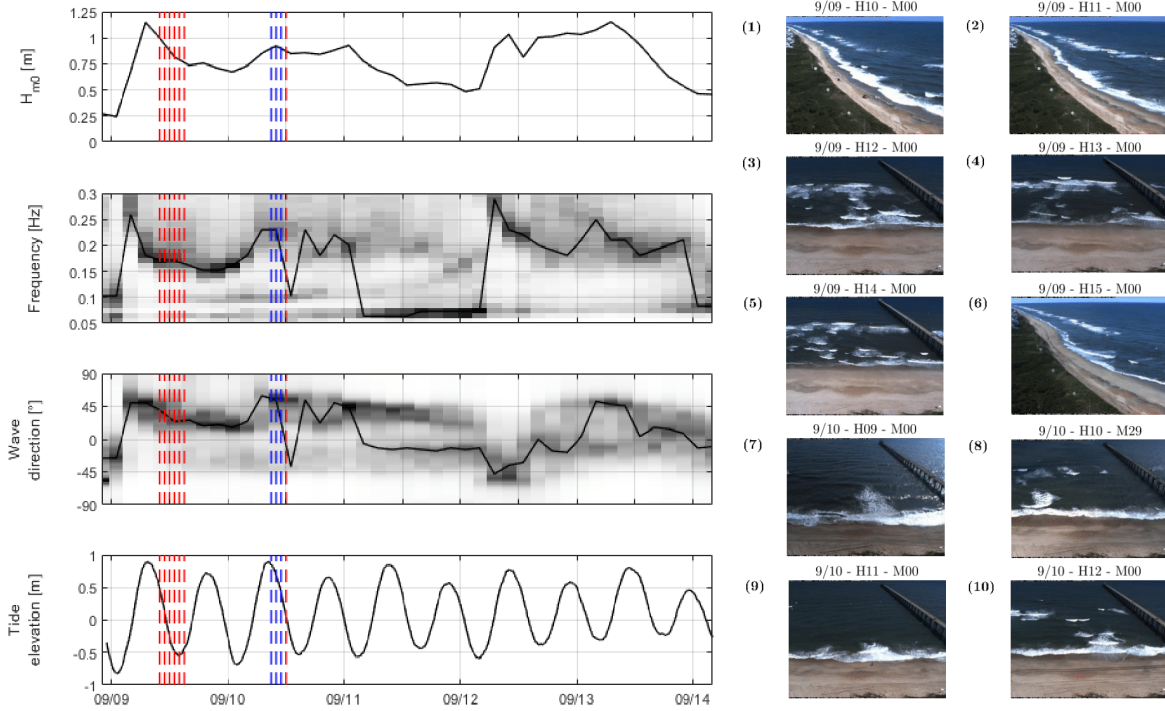 1.25
1
0.75
0.5
0.25
0
H_m0 [m]
0.3
0.2
0.15
0.1
0.05
Frequency [Hz]
90
45
0
-45
-90
Wave
direction [°]
1
0.5
0
-0.5
-1
Tide
elevation [m]
09/09
09/10
09/11
09/12
09/13
09/14
(1)
9/09 - H10 - M00
(2)
9/09 - H11 - M00
(3)
9/09 - H12 - M00
(4)
9/09 - H13 - M00
(5)
9/09 - H14 - M00
(6)
9/09 - H15 - M00
(7)
9/10 - H09 - M00
(8)
9/10 - H10 - M29
(9)
9/10 - H11 - M00
(10)
9/10 - H12 - M00